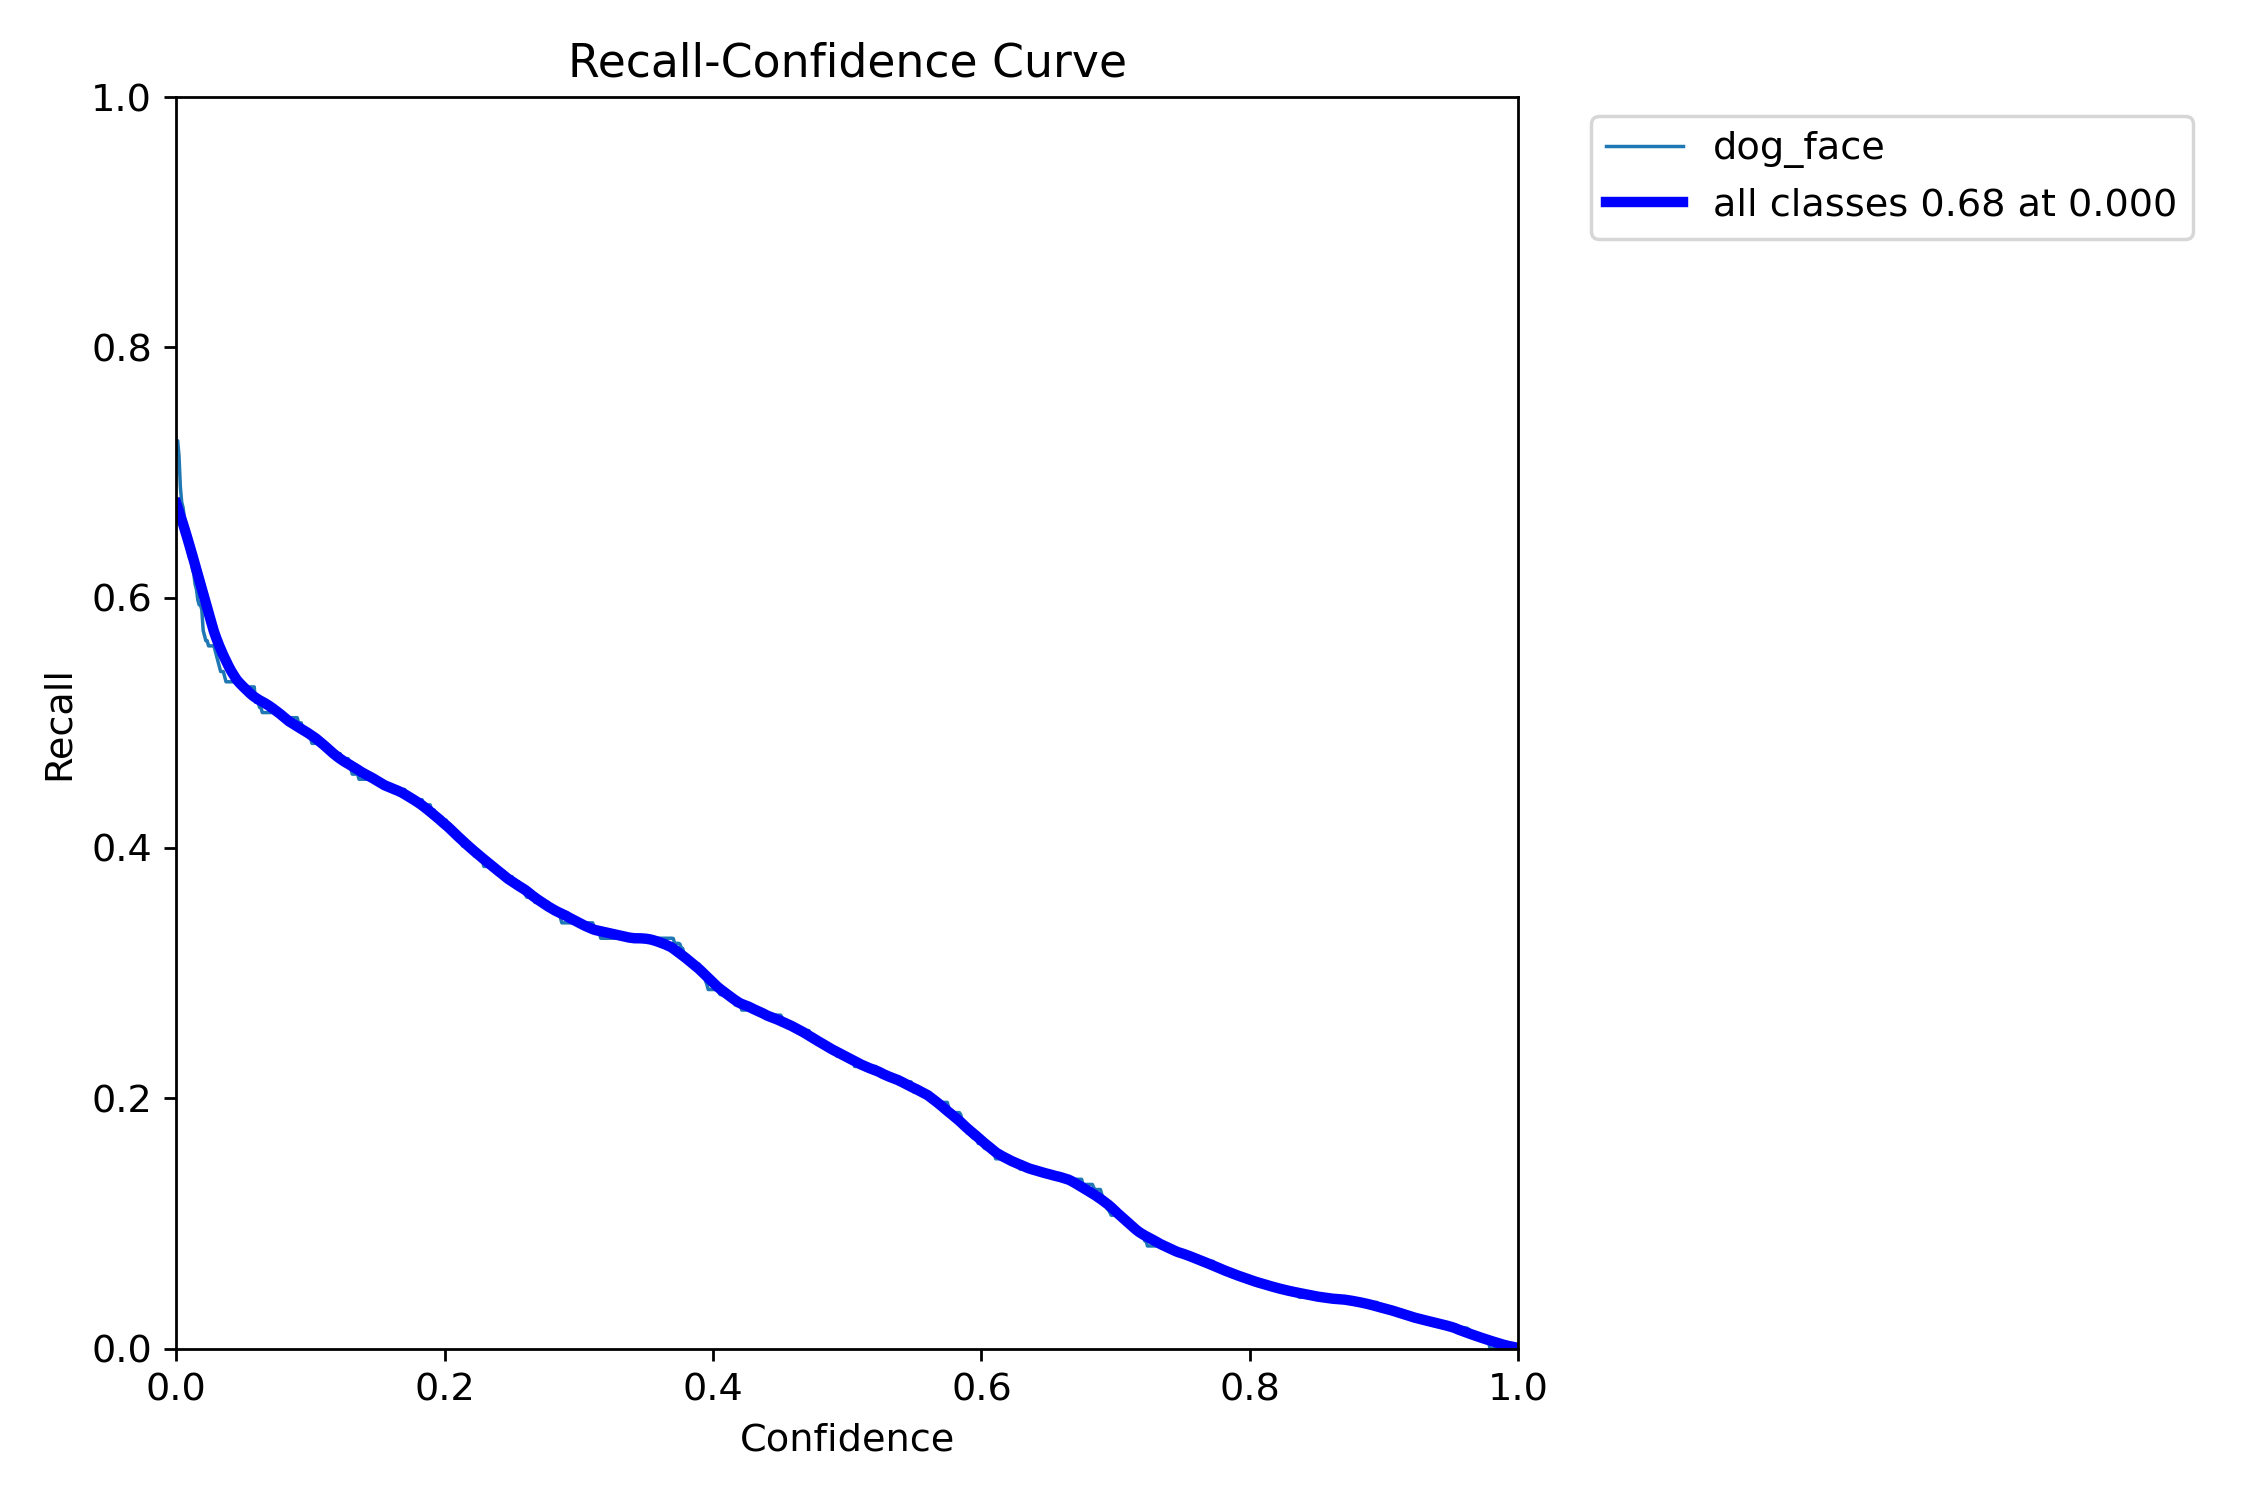 Recall-Confidence Curve
1.0
0.8
0.6
0.4
0.2
0.0
Recall
0.0 0.2 0.4 0.6 0.8 1.0
Confidence
dog_face
all classes 0.68 at 0.000